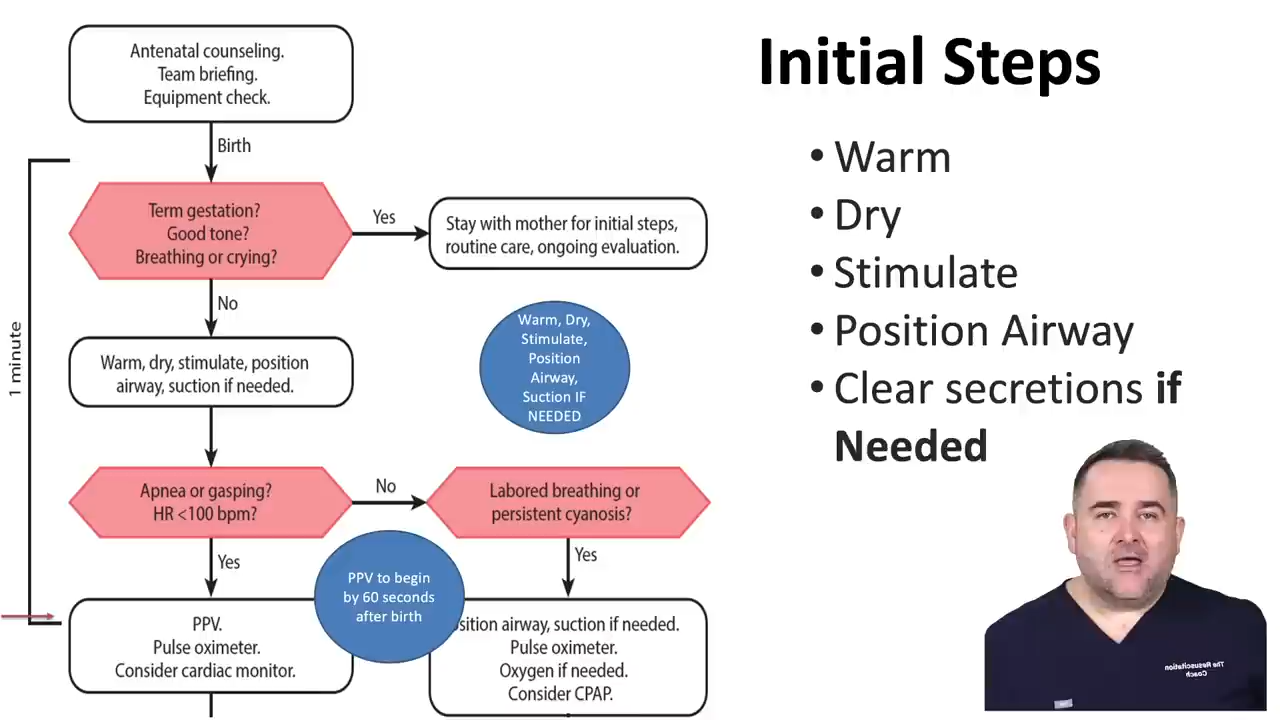 Initial Steps
• Warm
• Dry
• Stimulate
• Position Airway
• Clear secretions if
Needed
Antenatal counseling.
Team briefing.
Equipment check.
Birth
1 minute
Term gestation?
Good tone?
Breathing or crying?
Yes
Stay with mother for initial steps,
routine care, ongoing evaluation.
No
Warm, dry, stimulate, position
airway, suction if needed.
Warm, Dry,
Stimulate,
Position
Airway,
Suction IF
NEEDED
Apnea or gasping?
HR <100 bpm?
No
Labored breathing or
persistent cyanosis?
Yes
Yes
PPV to begin
by 60 seconds
after birth
PPV.
Pulse oximeter.
Consider cardiac monitor.
osition airway, suction if needed.
Pulse oximeter.
Oxygen if needed.
Consider CPAP.
The Resuscitation
Coach